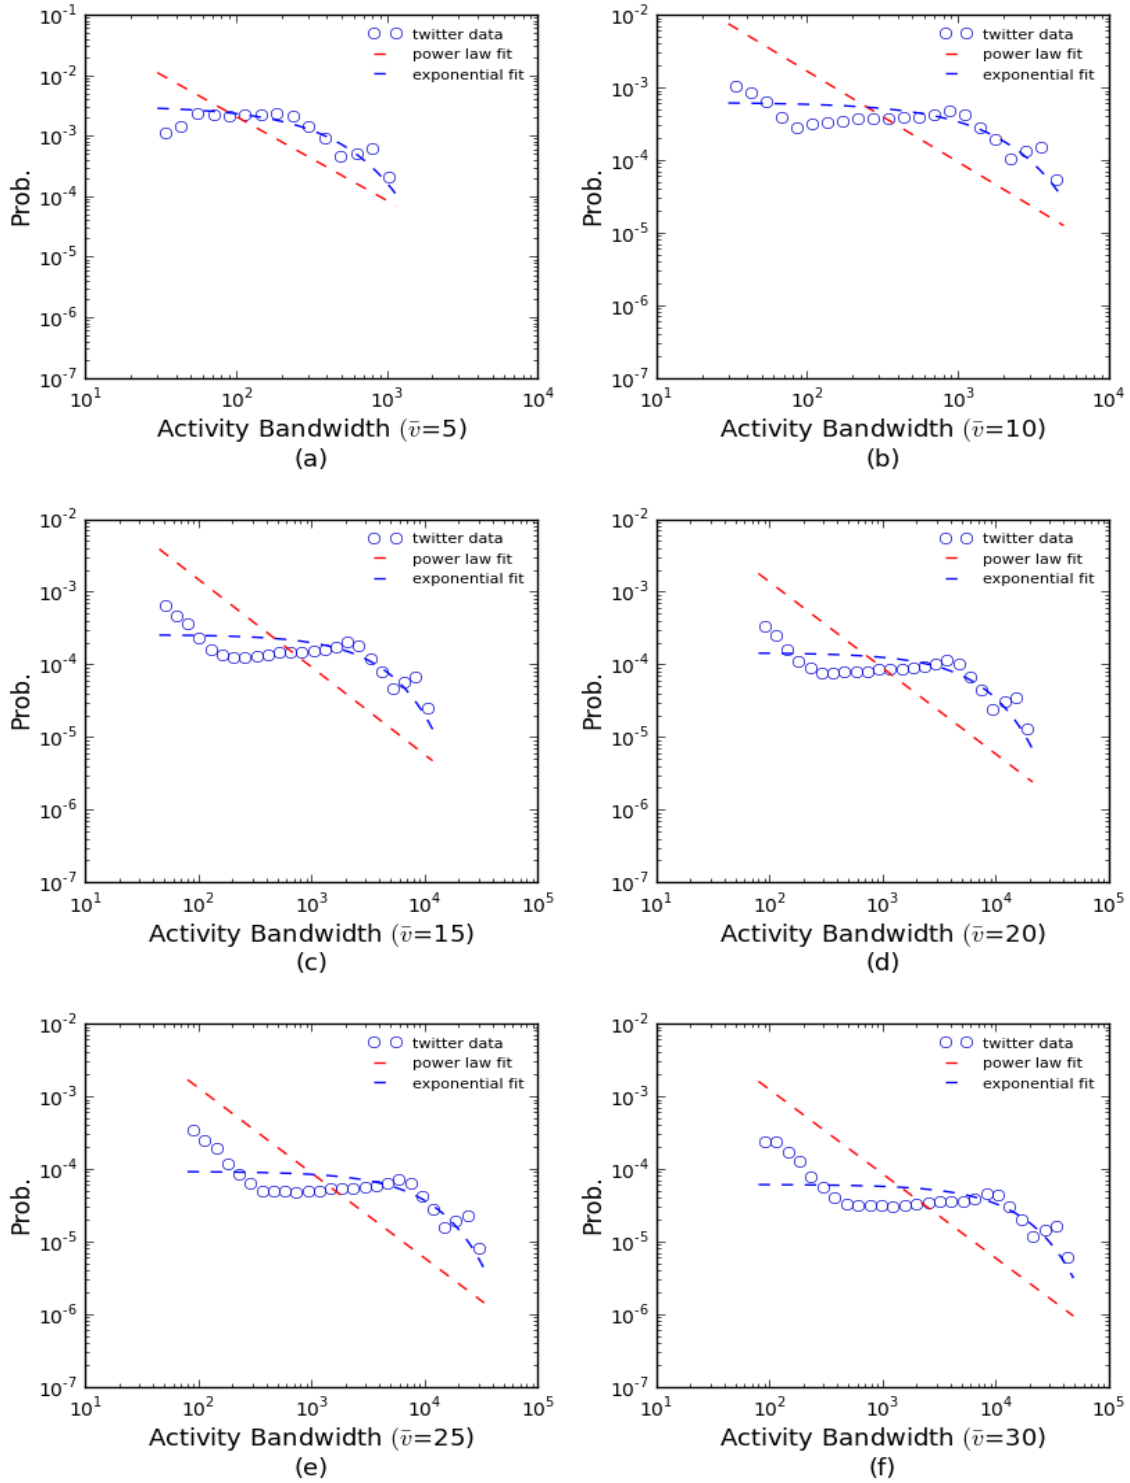 10^-1
10^-2
10^-3
10^-4
10^-5
10^-6
10^-7
Prob.
twitter data
power law fit
exponential fit
10^1 10^2 10^3 10^4
Activity Bandwidth (v̄=5)
(a)
10^-2
10^-3
10^-4
10^-5
10^-6
10^-7
Prob.
twitter data
power law fit
exponential fit
10^1 10^2 10^3 10^4
Activity Bandwidth (v̄=10)
(b)
10^-2
10^-3
10^-4
10^-5
10^-6
10^-7
Prob.
twitter data
power law fit
exponential fit
10^1 10^2 10^3 10^4 10^5
Activity Bandwidth (v̄=15)
(c)
10^-2
10^-3
10^-4
10^-5
10^-6
10^-7
Prob.
twitter data
power law fit
exponential fit
10^1 10^2 10^3 10^4 10^5
Activity Bandwidth (v̄=20)
(d)
10^-2
10^-3
10^-4
10^-5
10^-6
10^-7
Prob.
twitter data
power law fit
exponential fit
10^1 10^2 10^3 10^4 10^5
Activity Bandwidth (v̄=25)
(e)
10^-2
10^-3
10^-4
10^-5
10^-6
10^-7
Prob.
twitter data
power law fit
exponential fit
10^1 10^2 10^3 10^4 10^5
Activity Bandwidth (v̄=30)
(f)